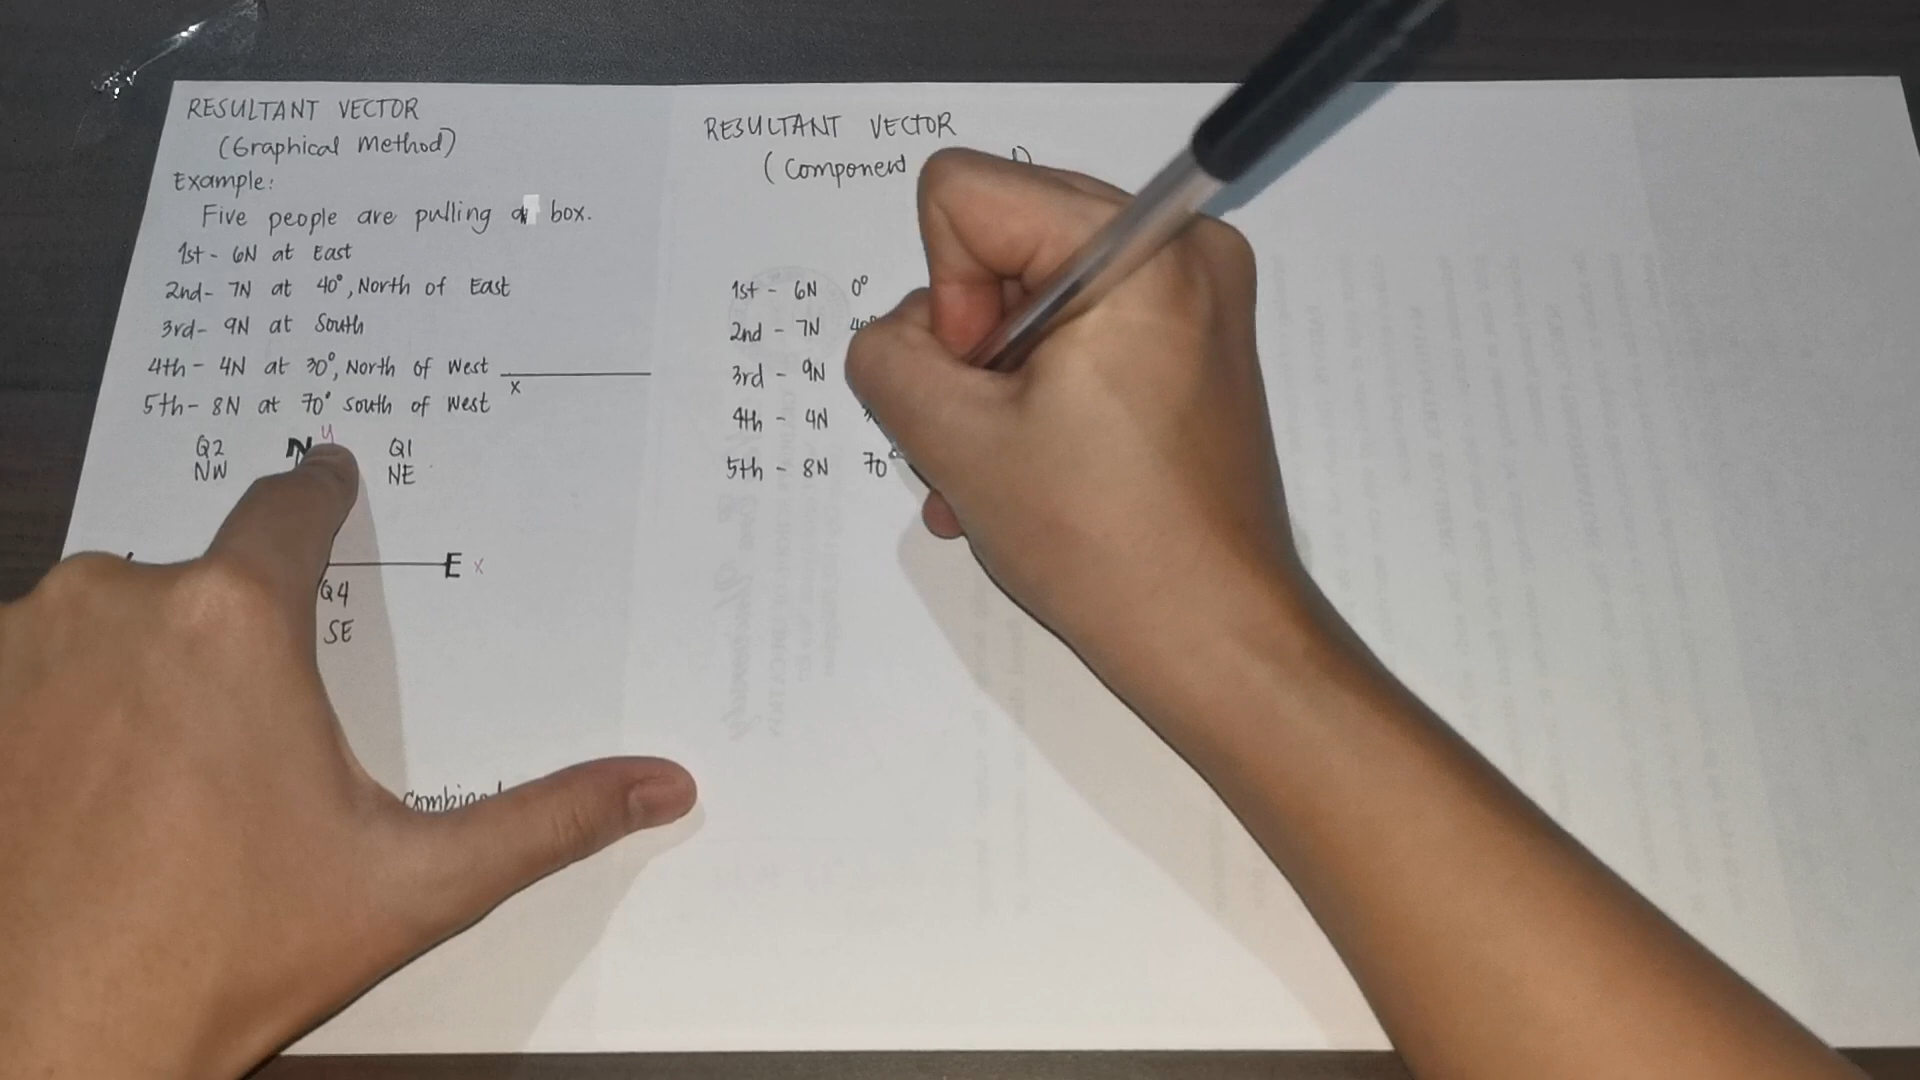 RESULTANT VECTOR
(Graphical Method)
Example:
Five people are pulling a box.
1st - 6N at East
2nd- 7N at 40°, North of East
3rd- 9N at South
4th- 4N at 30°, North of West
x
5th- 8N at 70° South of West
Q2 N y Q1
NW NE
E x
Q4
SE
RESULTANT VECTOR
(Component
1st - 6N 0°
2nd - 7N 40°
3rd - 9N
4th - 4N
5th - 8N 70°